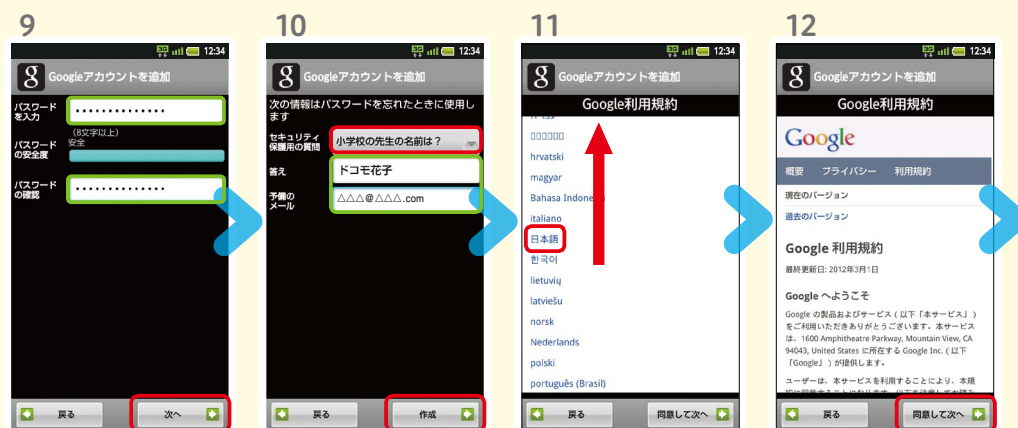 9
3G 12:34
Googleアカウントを追加
パスワード
を入力
••••••••••••••
(8文字以上)
パスワード
の安全度
安全
パスワード
の確認
••••••••••••••
戻る
次へ
10
3G 12:34
Googleアカウントを追加
次の情報はパスワードを忘れたときに使用し
ます
セキュリティ
保護用の質問
小学校の先生の名前は？
答え
ドコモ花子
予備の
メール
△△△@△△△.com
戻る
作成
11
3G 12:34
Googleアカウントを追加
Google利用規約
hrvatski
magyar
Bahasa
italiano
日本語
한국어
lietuvių
latviešu
norsk
Nederlands
polski
português (Brasil)
戻る
同意して次へ
12
3G 12:34
Googleアカウントを追加
Google利用規約
Google
概要 プライバシー 利用規約
現在のバージョン
過去のバージョン
Google 利用規約
最終更新日: 2012年3月1日
Google へようこそ
Google の製品およびサービス（以下「本サービス」）
をご利用いただきありがとうございます。本サービス
は、1600 Amphitheatre Parkway, Mountain View, CA
94043, United States に所在する Google Inc.（以下
「Google」）が提供します。
ユーザーは、本サービスを利用することにより、本規
戻る
同意して次へ